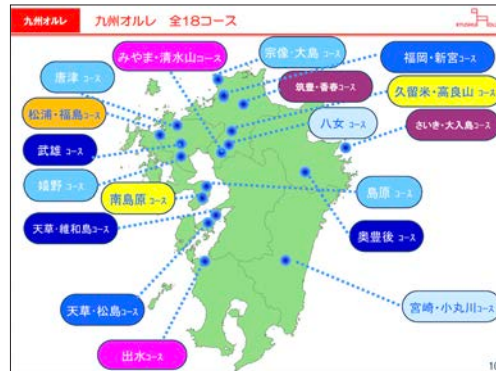 九州オルレ
九州オルレ 全18コース
みやま・清水山コース
宗像・大島 コース
福岡・新宮 コース
唐津 コース
筑豊・香春コース
久留米・高良山 コース
松浦・福島コース
八女 コース
さいき・大入島コース
武雄 コース
嬉野 コース
南島原 コース
島原 コース
天草・維和島コース
奥豊後 コース
天草・松島コース
宮崎・小丸川 コース
出水コース